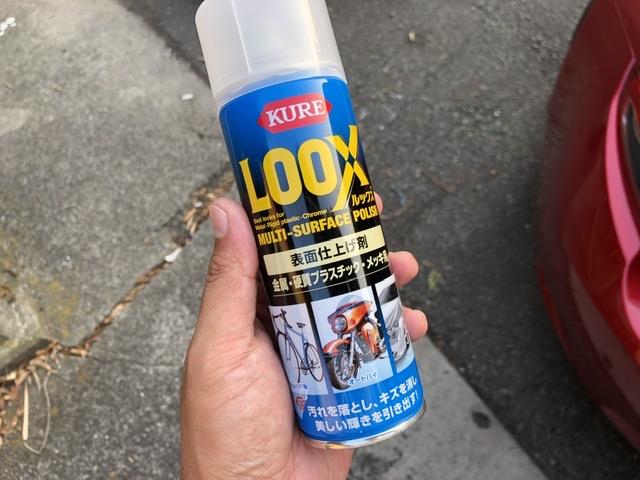 KURE
LOOX
ルックス
Best looks for
Metal·Rigid plastic·Chrome
MULTI-SURFACE POLISH
表面仕上げ剤
金属・硬質プラスチック・メッキ用
オートバイ
汚れを落とし、キズを消し
美しい輝きを引き出す!